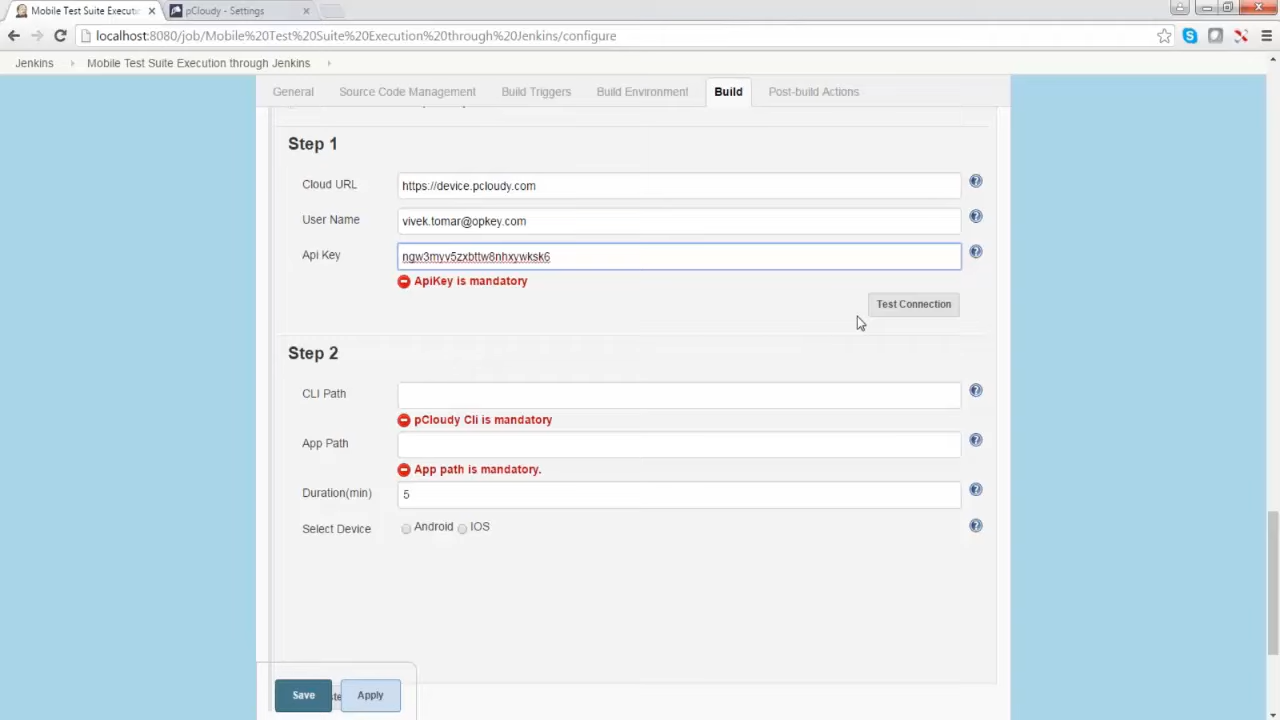 Mobile Test Suite Executi
pCloudy - Settings
localhost:8080/job/Mobile%20Test%20Suite%20Execution%20through%20Jenkins/configure
Jenkins
Mobile Test Suite Execution through Jenkins
General
Source Code Management
Build Triggers
Build Environment
Build
Post-build Actions
Step 1
Cloud URL
https://device.pcloudy.com
User Name
vivek.tomar@opkey.com
Api Key
ngw3myv5zxbttw8nhxywksk6
ApiKey is mandatory
Test Connection
Step 2
CLI Path
pCloudy Cli is mandatory
App Path
App path is mandatory.
Duration(min)
5
Select Device
Android
IOS
Save
Apply